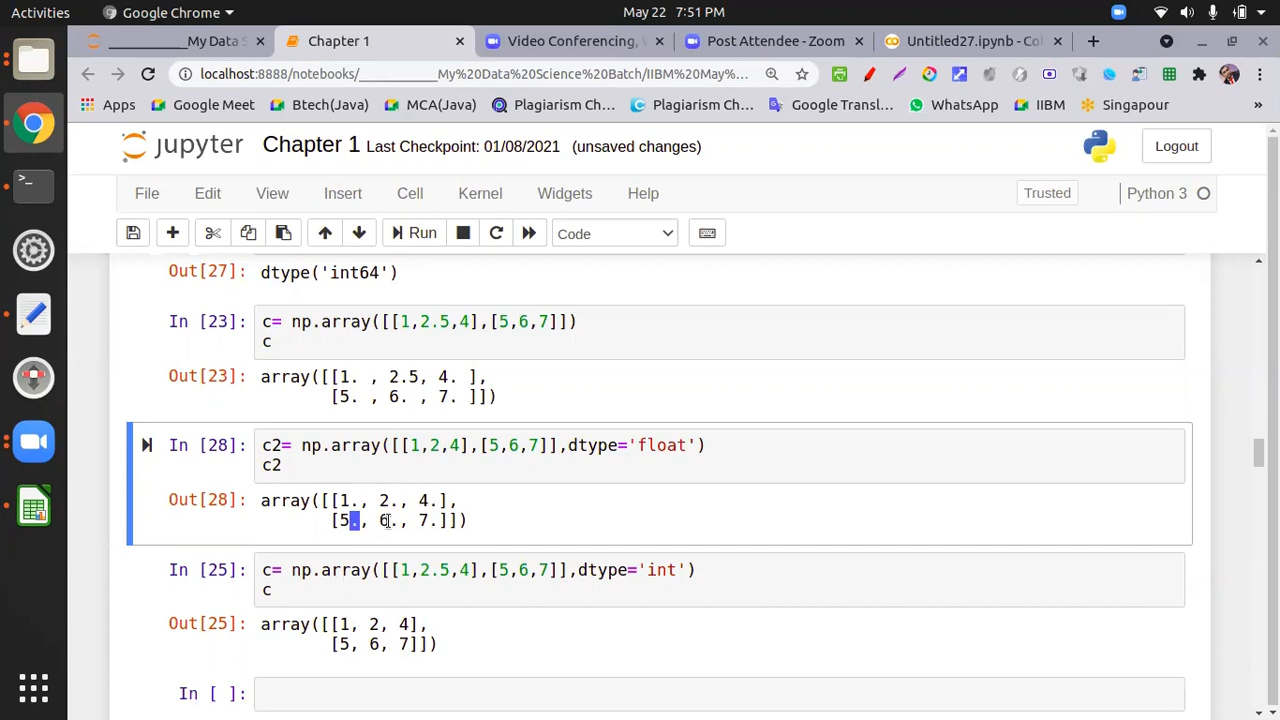 Activities
Google Chrome
May 22 7:51 PM
____________My Data S
Chapter 1
Video Conferencing, W
Post Attendee - Zoom
Untitled27.ipynb - Col
localhost:8888/notebooks/__________My%20Data%20Science%20Batch/IIBM%20May%...
Apps
Google Meet
Btech(Java)
MCA(Java)
Plagiarism Ch...
Plagiarism Ch...
Google Transl...
WhatsApp
IIBM
Singapour
»
jupyter Chapter 1 Last Checkpoint: 01/08/2021 (unsaved changes)
Logout
File Edit View Insert Cell Kernel Widgets Help
Trusted
Python 3
Run
Code
Out[27]: dtype('int64')
In [23]: c= np.array([[1,2.5,4],[5,6,7]])
c
Out[23]: array([[1. , 2.5, 4. ],
[5. , 6. , 7. ]])
In [28]: c2= np.array([[1,2,4],[5,6,7]],dtype='float')
c2
Out[28]: array([[1., 2., 4.],
[5., 6., 7.]])
In [25]: c= np.array([[1,2.5,4],[5,6,7]],dtype='int')
c
Out[25]: array([[1, 2, 4],
[5, 6, 7]])
In [ ]: